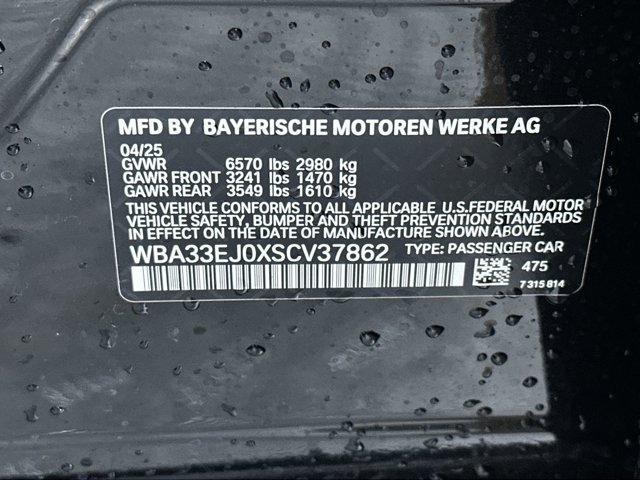 MFD BY BAYERISCHE MOTOREN WERKE AG
04/25
GVWR 6570 lbs 2980 kg
GAWR FRONT 3241 lbs 1470 kg
GAWR REAR 3549 lbs 1610 kg
THIS VEHICLE CONFORMS TO ALL APPLICABLE U.S.FEDERAL MOTOR
VEHICLE SAFETY, BUMPER AND THEFT PREVENTION STANDARDS
IN EFFECT ON THE DATE OF MANUFACTURE SHOWN ABOVE.
WBA33EJ0XSCV37862 TYPE: PASSENGER CAR
475
7 315 814